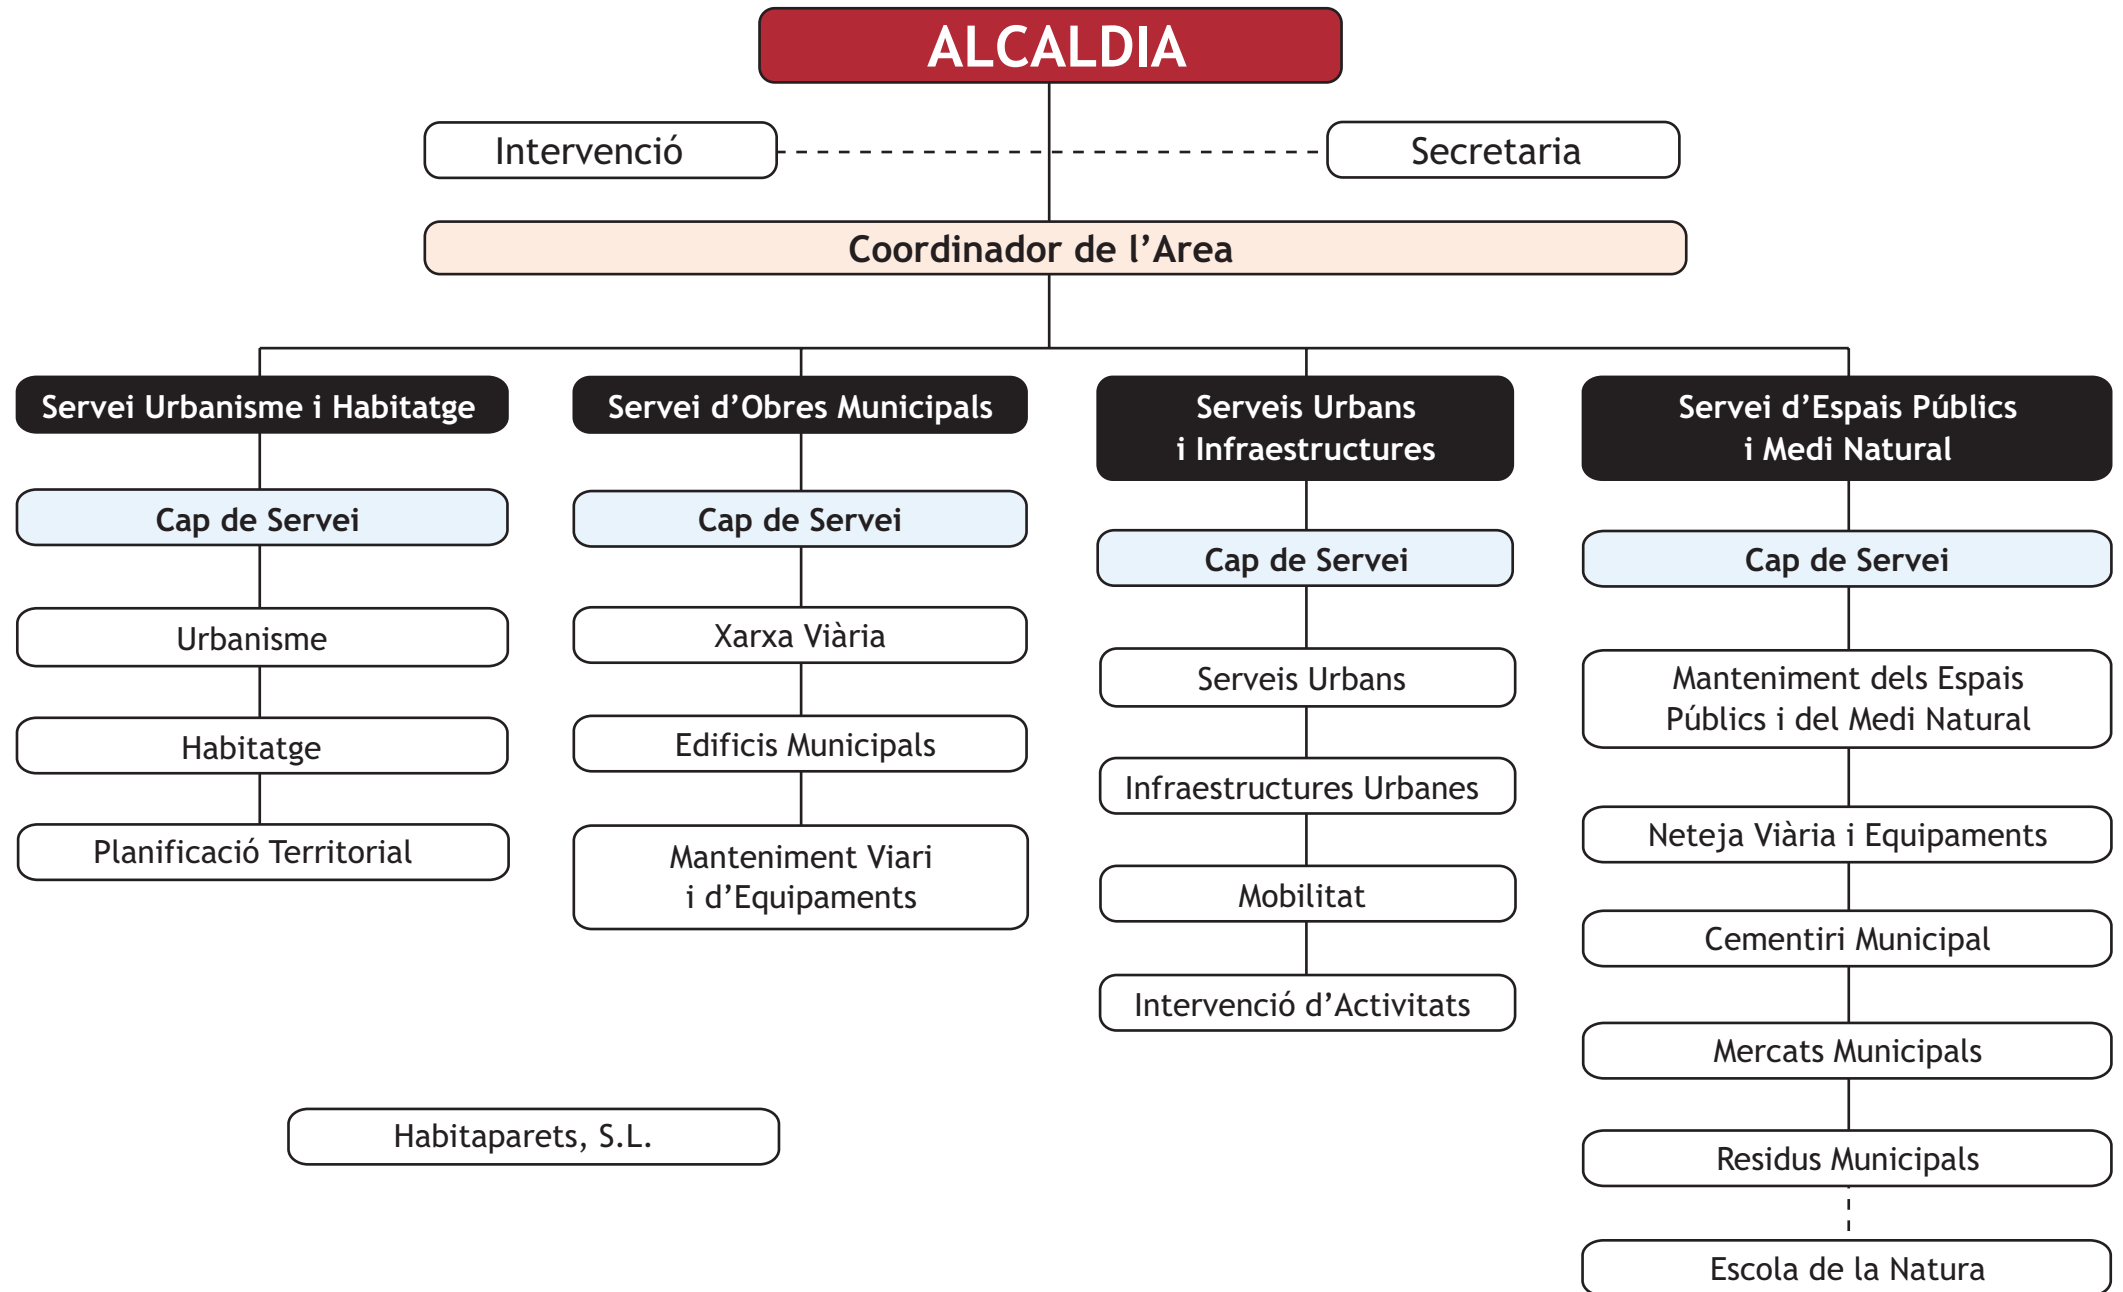 ALCALDIA
Intervenció
Secretaria
Coordinador de l’Area
Servei Urbanisme i Habitatge
Cap de Servei
Urbanisme
Habitatge
Planificació Territorial
Servei d’Obres Municipals
Cap de Servei
Xarxa Viària
Edificis Municipals
Manteniment Viari
i d’Equipaments
Serveis Urbans
i Infraestructures
Cap de Servei
Serveis Urbans
Infraestructures Urbanes
Mobilitat
Intervenció d’Activitats
Servei d’Espais Públics
i Medi Natural
Cap de Servei
Manteniment dels Espais
Públics i del Medi Natural
Neteja Viària i Equipaments
Cementiri Municipal
Mercats Municipals
Residus Municipals
Escola de la Natura
Habitaparets, S.L.